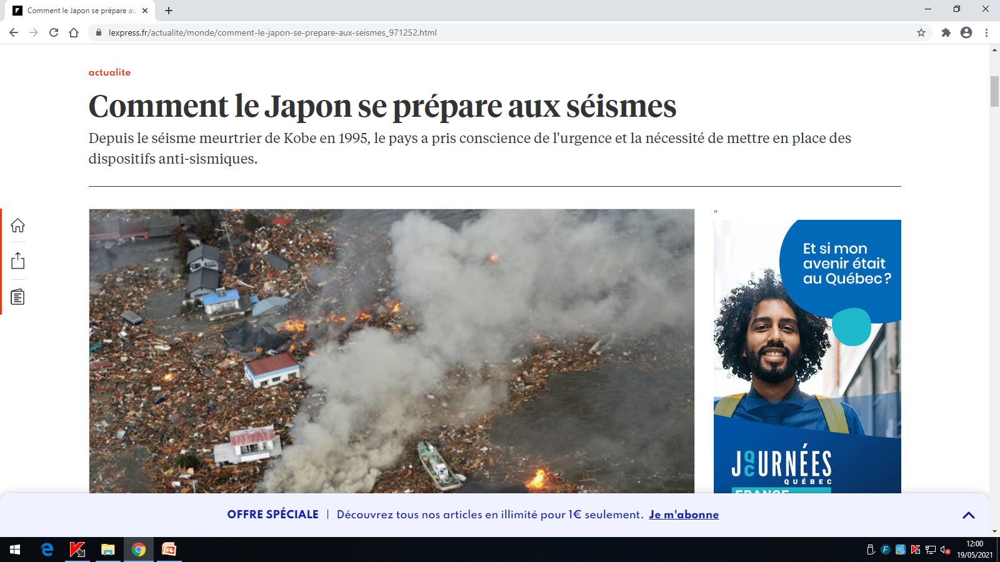 Comment le Japon se prépare au
lexpress.fr/actualite/monde/comment-le-japon-se-prepare-aux-seismes_971252.html
actualite
Comment le Japon se prépare aux séismes
Depuis le séisme meurtrier de Kobe en 1995, le pays a pris conscience de l'urgence et la nécessité de mettre en place des
dispositifs anti-sismiques.
"
Et si mon
avenir était
au Québec ?
JOURNÉES
QUÉBEC
FRANCE
OFFRE SPÉCIALE | Découvrez tous nos articles en illimité pour 1€ seulement. Je m'abonne
12:00
19/05/2021